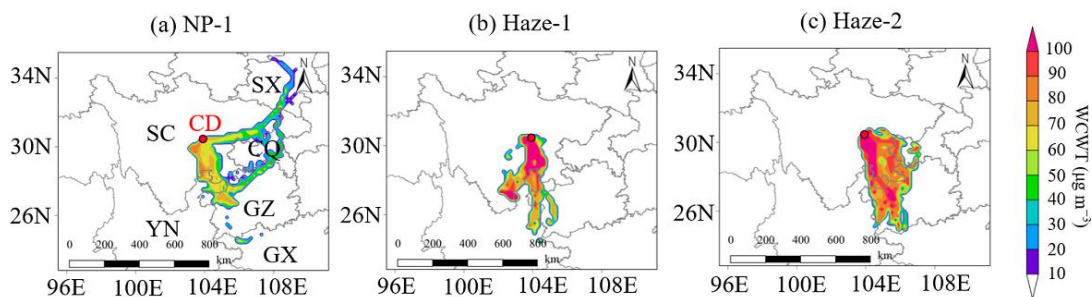 (a) NP-1
(b) Haze-1
(c) Haze-2
34N
30N
26N
N
SX
SC
CD
CQ
YN
GZ
GX
0 200 400 600 800
km
96E 100E 104E 108E
34N
30N
26N
N
0 200 400 600 800
km
96E 100E 104E 108E
34N
30N
26N
N
0 200 400 600 800
km
96E 100E 104E 108E
100
90
80
70
60
50
40
30
20
10
WCWT (μg m⁻³)